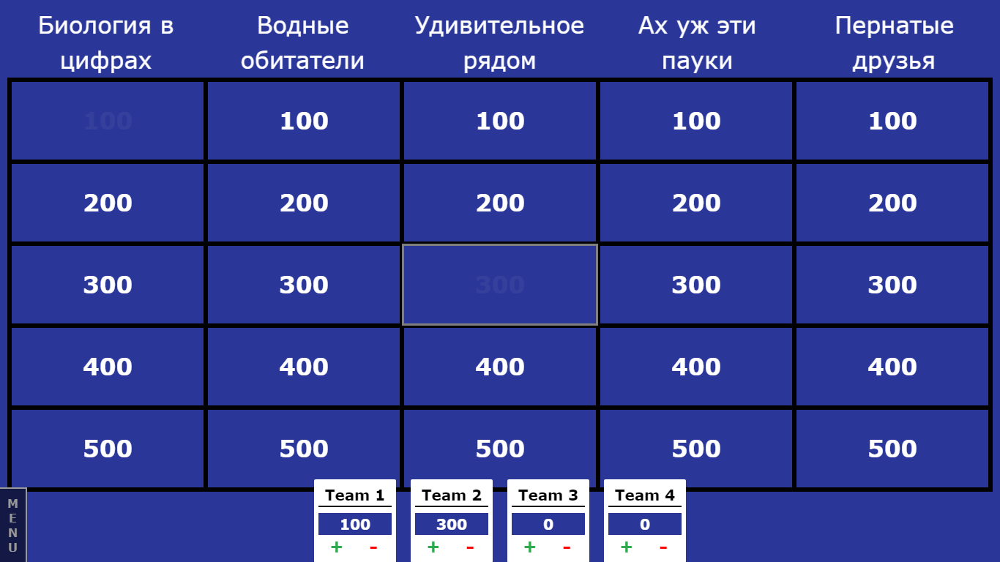 Биология в цифрах
Водные обитатели
Удивительное рядом
Ах уж эти пауки
Пернатые друзья
100 100 100 100 100
200 200 200 200 200
300 300 300 300 300
400 400 400 400 400
500 500 500 500 500
MENU
Team 1 Team 2 Team 3 Team 4
100 300 0 0
+ - + - + - + -